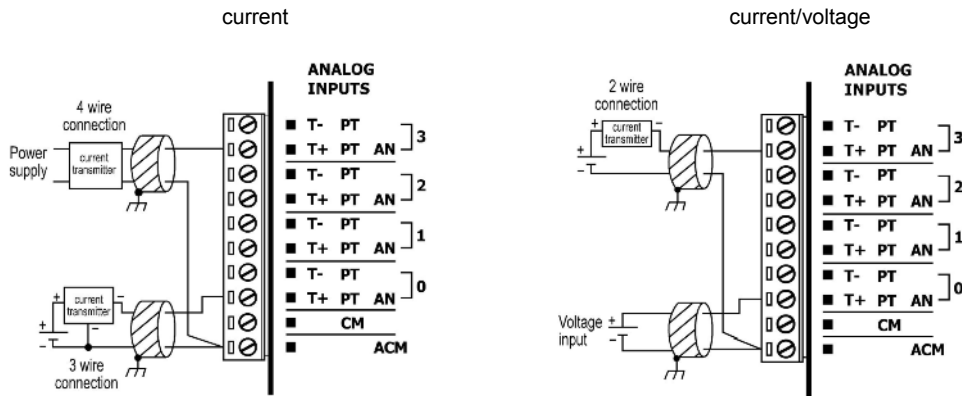 current
4 wire
connection
Power
supply
current
transmitter
+
-
+
-
current
transmitter
-
3 wire
connection
ANALOG
INPUTS
T- PT
T+ PT AN
3
T- PT
T+ PT AN
2
T- PT
T+ PT AN
1
T- PT
T+ PT AN
0
CM
ACM
current/voltage
2 wire
connection
+
-
+
-
current
transmitter
Voltage
input
+
-
ANALOG
INPUTS
T- PT
T+ PT AN
3
T- PT
T+ PT AN
2
T- PT
T+ PT AN
1
T- PT
T+ PT AN
0
CM
ACM